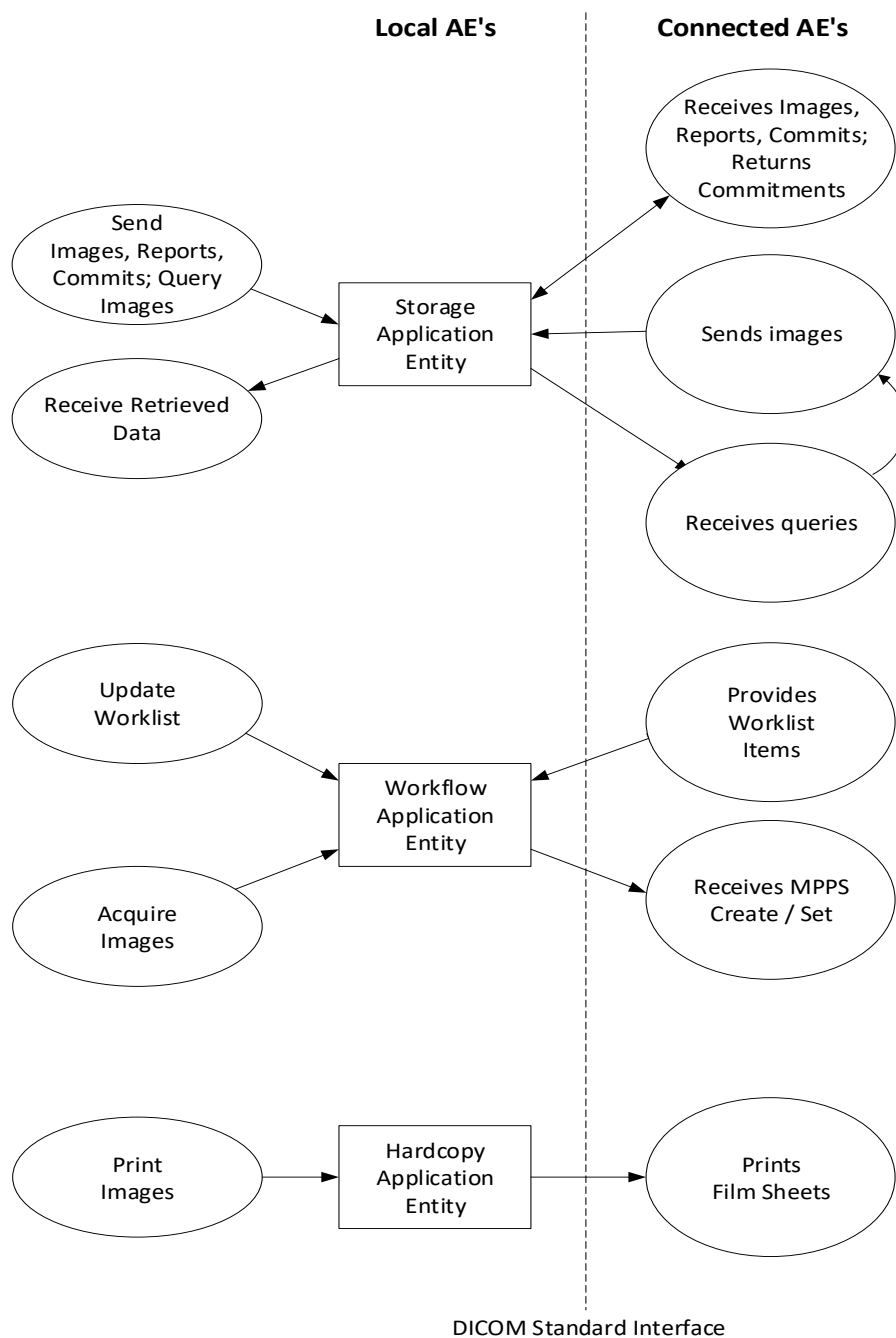 Local AE's
Connected AE's
Receives Images,
Reports, Commits;
Returns
Commitments
Send
Images, Reports,
Commits; Query
Images
Storage
Application
Entity
Sends images
Receive Retrieved
Data
Receives queries
Update
Worklist
Provides
Worklist
Items
Workflow
Application
Entity
Acquire
Images
Receives MPPS
Create / Set
Print
Images
Hardcopy
Application
Entity
Prints
Film Sheets
DICOM Standard Interface